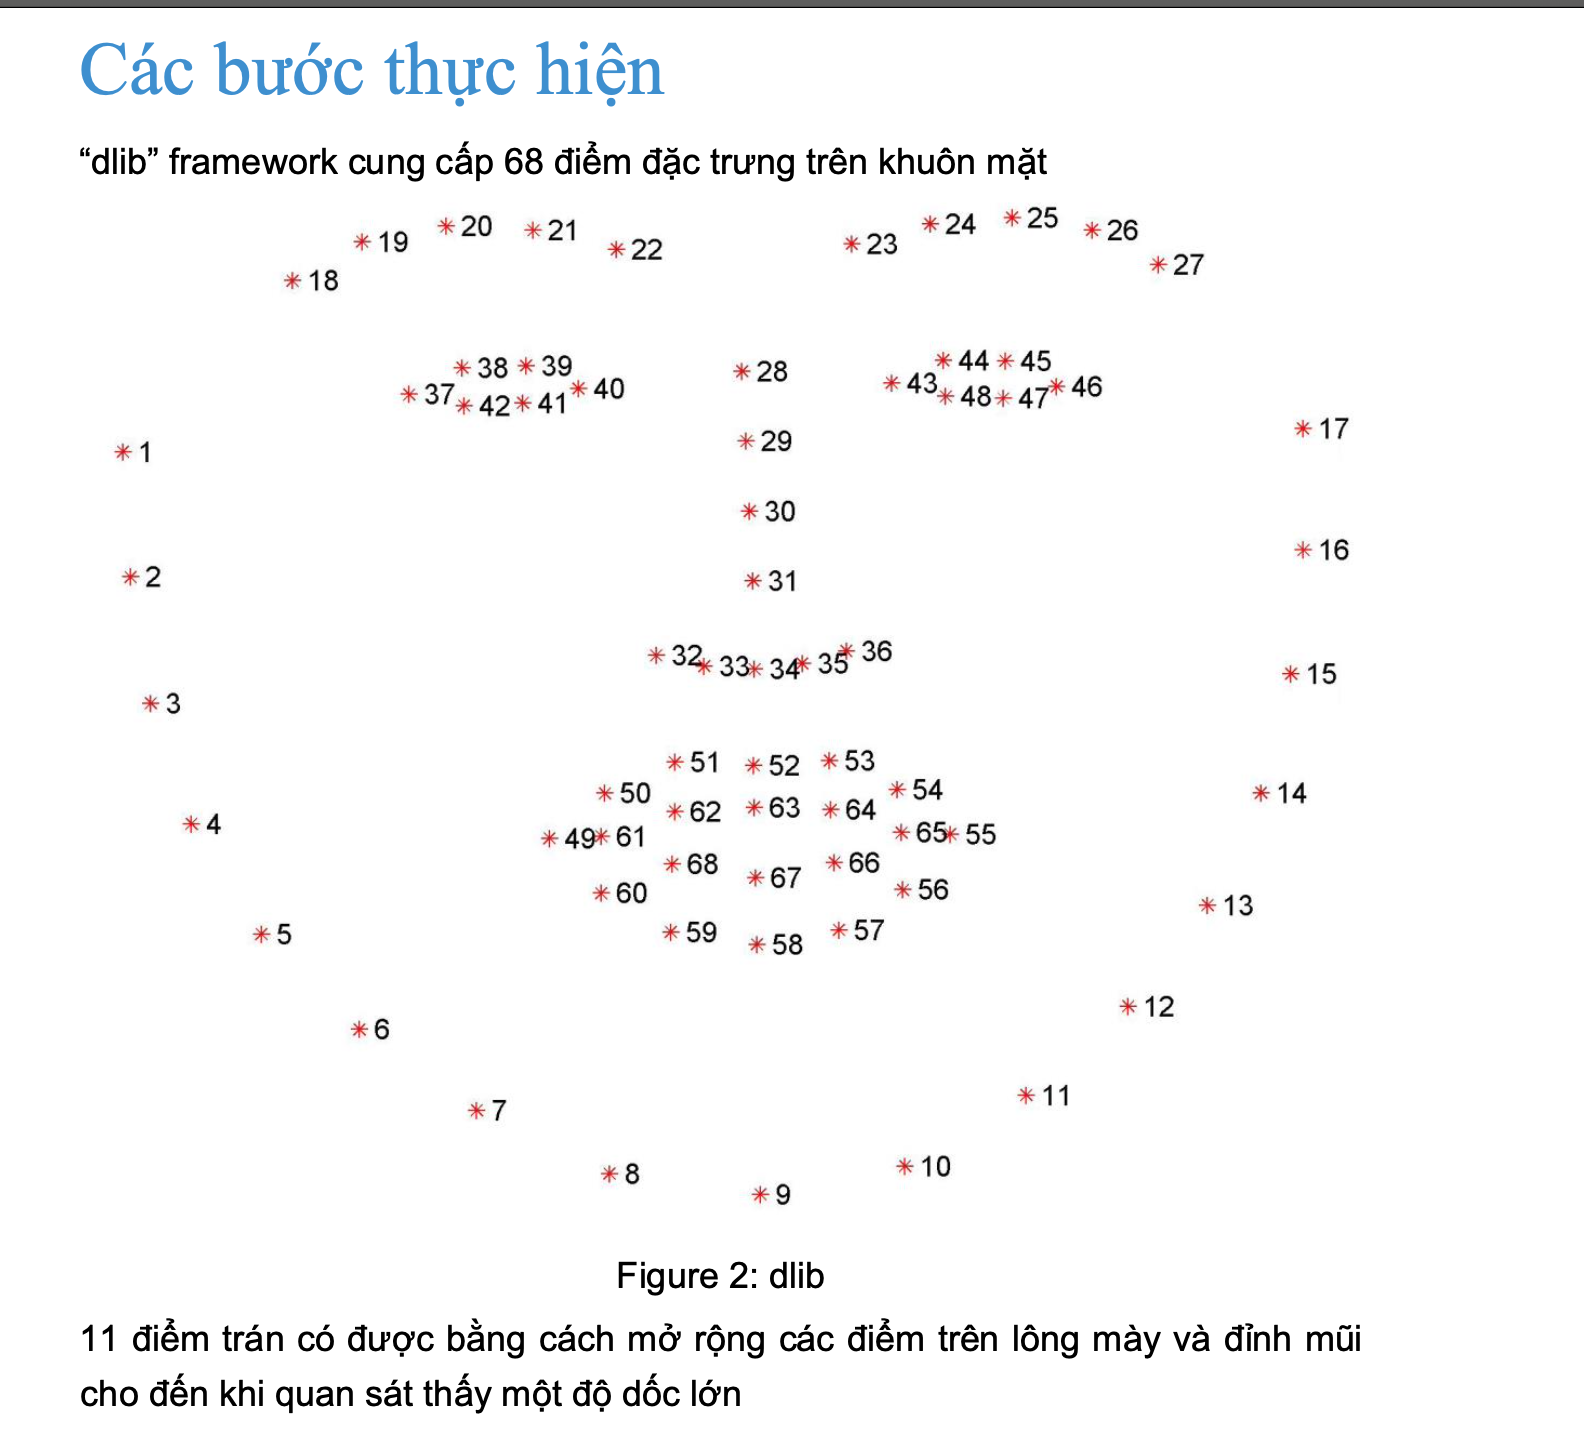 Các bước thực hiện
“dlib” framework cung cấp 68 điểm đặc trưng trên khuôn mặt
19 20 21 22 23 24 25 26
18 27
38 39 40 28 43 44 45 46
37 42 41 48 47
1 29 17
30
2 31 16
32 33 34 35 36
3 15
51 52 53
50 62 63 64 54 14
4 49 61 65 55
68 67 66
60 56
5 59 58 57 13
6 12
7 11
8 9 10
Figure 2: dlib
11 điểm trán có được bằng cách mở rộng các điểm trên lông mày và đỉnh mũi
cho đến khi quan sát thấy một độ dốc lớn